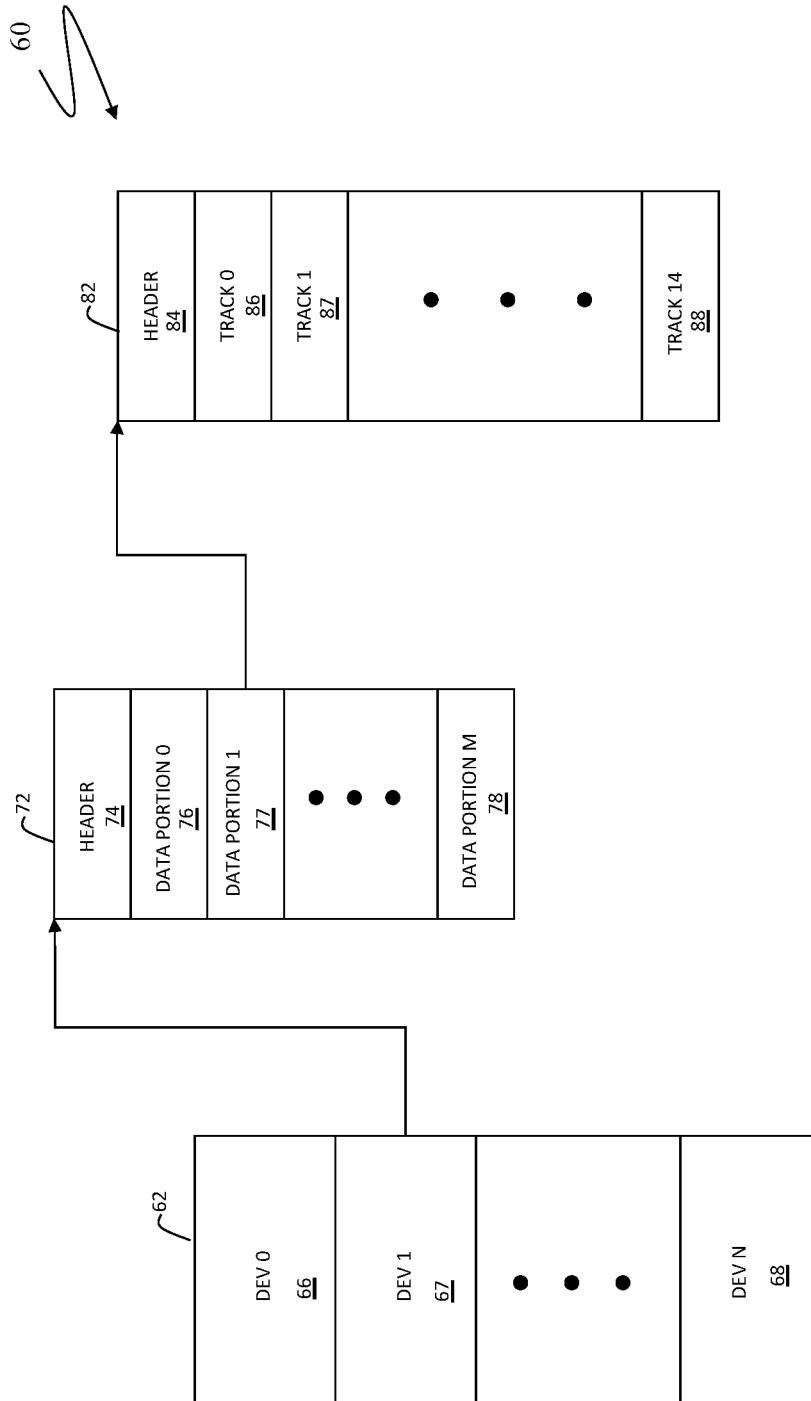 60
62
DEV 0
66
DEV 1
67
DEV N
68
72
HEADER
74
DATA PORTION 0
76
DATA PORTION 1
77
DATA PORTION M
78
82
HEADER
84
TRACK 0
86
TRACK 1
87
TRACK 14
88